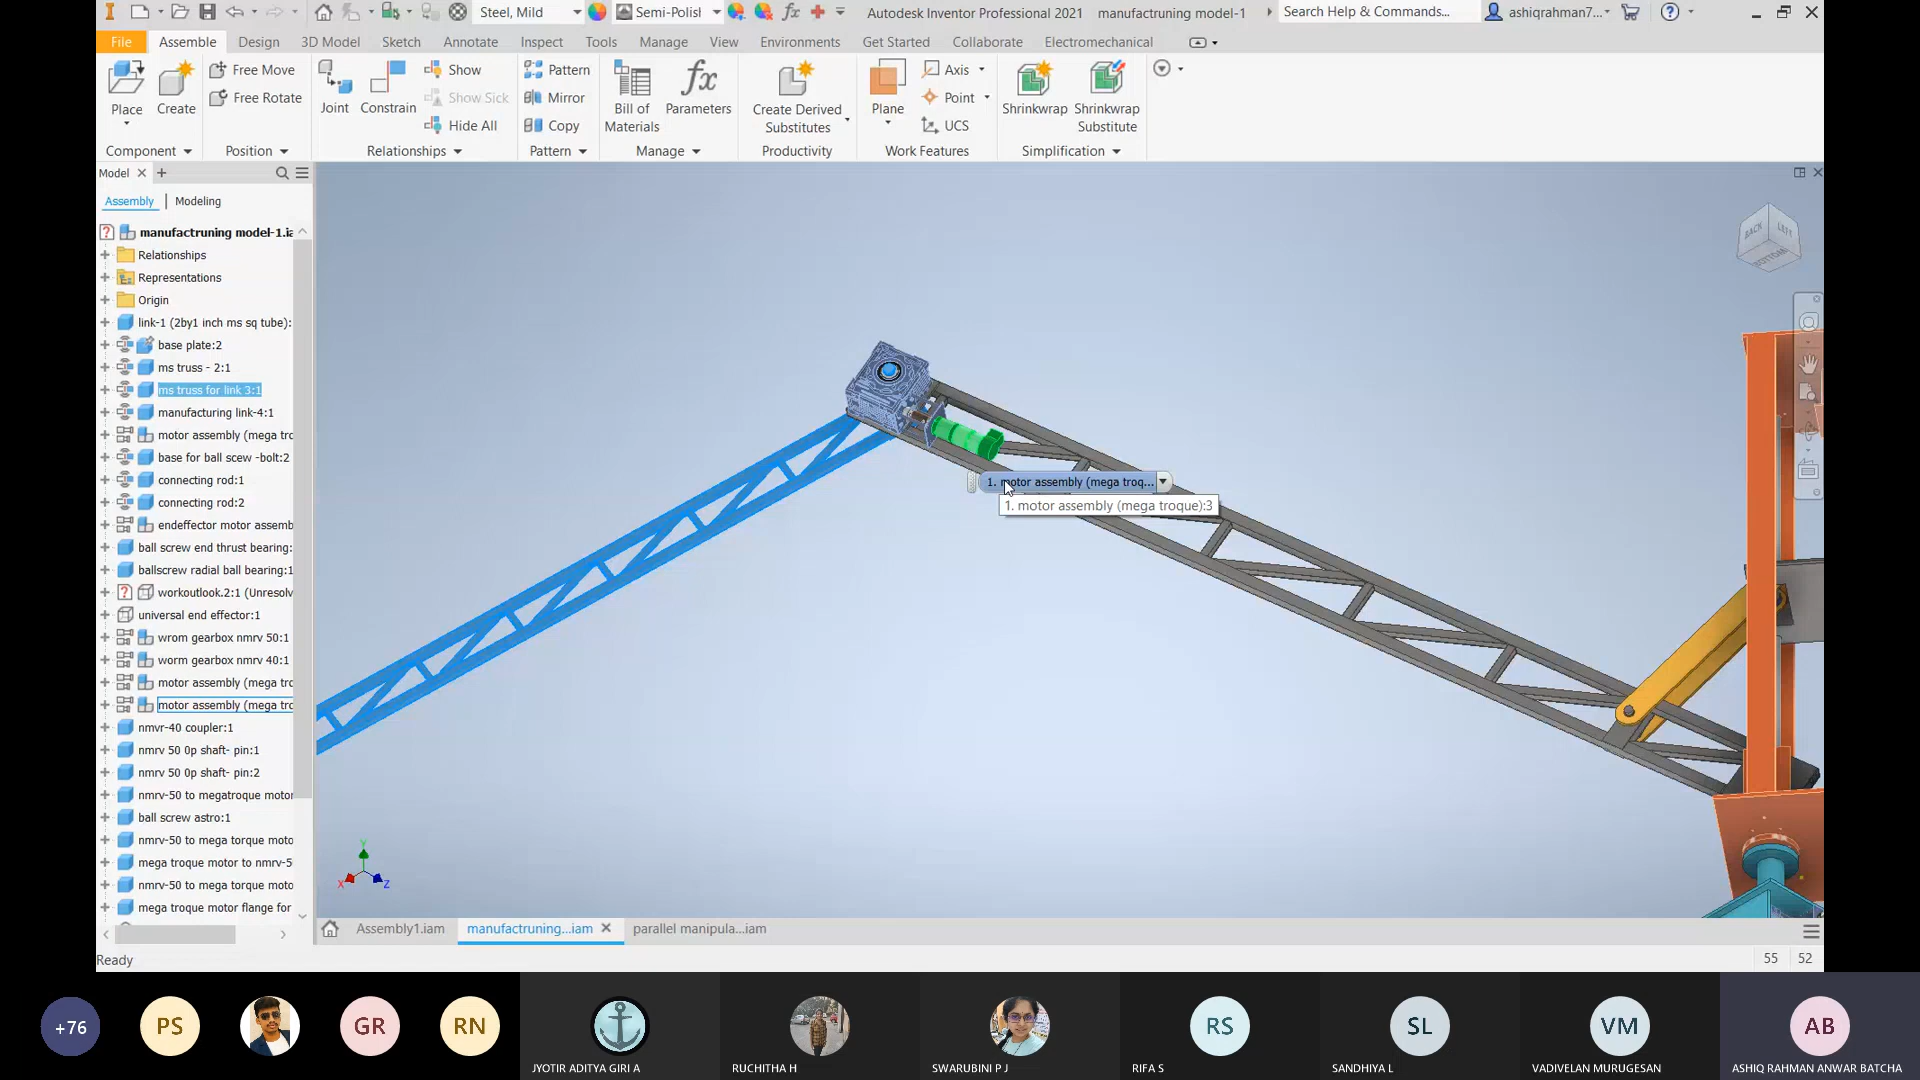 Steel, Mild
Semi-Polisl
Autodesk Inventor Professional 2021 manufactruning model-1
Search Help & Commands...
ashiqrahman7...
File Assemble Design 3D Model Sketch Annotate Inspect Tools Manage View Environments Get Started Collaborate Electromechanical
Place
Create
Free Move
Free Rotate
Joint
Constrain
Show
Show Sick
Hide All
Pattern
Mirror
Copy
Bill of
Materials
Parameters
Create Derived
Substitutes
Plane
Axis
Point
UCS
Shrinkwrap
Shrinkwrap
Substitute
Component Position Relationships Pattern Manage Productivity Work Features Simplification
Model
Assembly | Modeling
manufactruning model-1.ia
Relationships
Representations
Origin
link-1 (2by1 inch ms sq tube):
base plate:2
ms truss - 2:1
ms truss for link 3:1
manufacturing link-4:1
motor assembly (mega tro
base for ball scew -bolt:2
connecting rod:1
connecting rod:2
endeffector motor assemb
ball screw end thrust bearing:
ballscrew radial ball bearing:1
workoutlook.2:1 (Unresolv
universal end effector:1
wrom gearbox nmrv 50:1
worm gearbox nmrv 40:1
motor assembly (mega tro
motor assembly (mega tro
nmvr-40 coupler:1
nmrv 50 0p shaft- pin:1
nmrv 50 0p shaft- pin:2
nmrv-50 to megatroque motor
ball screw astro:1
nmrv-50 to mega torque moto
mega troque motor to nmrv-5
nmrv-50 to mega torque moto
mega troque motor flange for
BACK LEFT
BOTTOM
1. motor assembly (mega troq...
1. motor assembly (mega troque):3
Y
X Z
Assembly1.iam manufactruning...iam parallel manipula...iam
Ready
55 52
+76
PS
GR
RN
JYOTIR ADITYA GIRI A
RUCHITHA H
SWARUBINI P J
RS
RIFA S
SL
SANDHIYA L
VM
VADIVELAN MURUGESAN
AB
ASHIQ RAHMAN ANWAR BATCHA